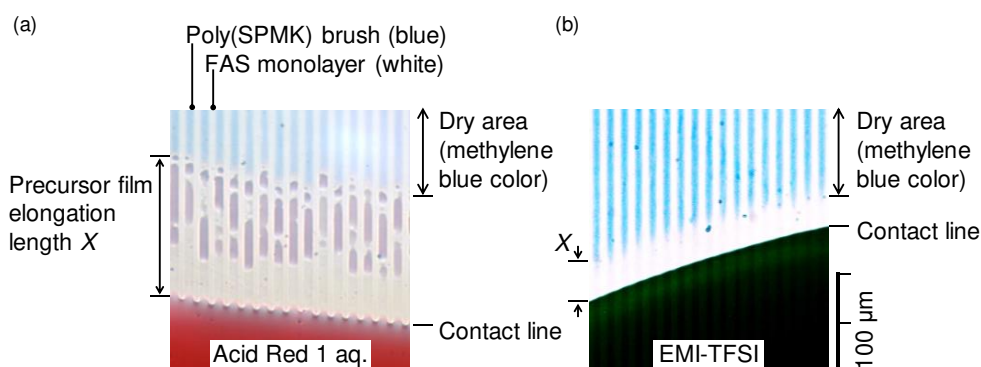 (a)
Poly(SPMK) brush (blue)
FAS monolayer (white)
Dry area
(methylene
blue color)
Precursor film
elongation
length X
Contact line
Acid Red 1 aq.
(b)
Dry area
(methylene
blue color)
Contact line
X
100 µm
EMI-TFSI